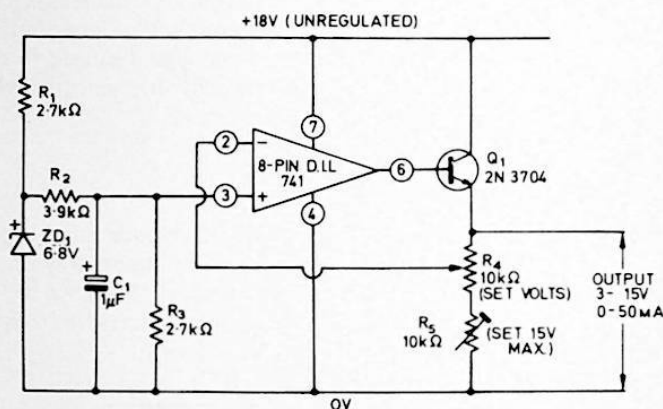 +18V (UNREGULATED)
R1
2·7kΩ
R2
3·9kΩ
ZD1
6·8V
+
C1
1µF
+
R3
2·7kΩ
2
−
3
+
8-PIN D.I.L
741
7
4
6
Q1
2N 3704
R4
10kΩ
(SET VOLTS)
R5
10kΩ
(SET 15V
MAX.)
OUTPUT
3- 15V
0-50MA
0V